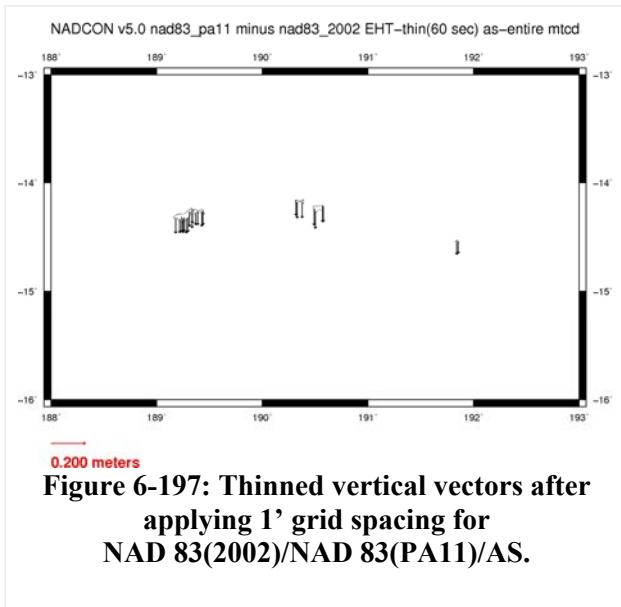 NADCON v5.0 nad83_pa11 minus nad83_2002 EHT−thin(60 sec) as−entire mtcd
188˚ 189˚ 190˚ 191˚ 192˚ 193˚
−13˚ −13˚
−14˚ −14˚
−15˚ −15˚
−16˚ −16˚
188˚ 189˚ 190˚ 191˚ 192˚ 193˚
0.200 meters
Figure 6-197: Thinned vertical vectors after
applying 1’ grid spacing for
NAD 83(2002)/NAD 83(PA11)/AS.